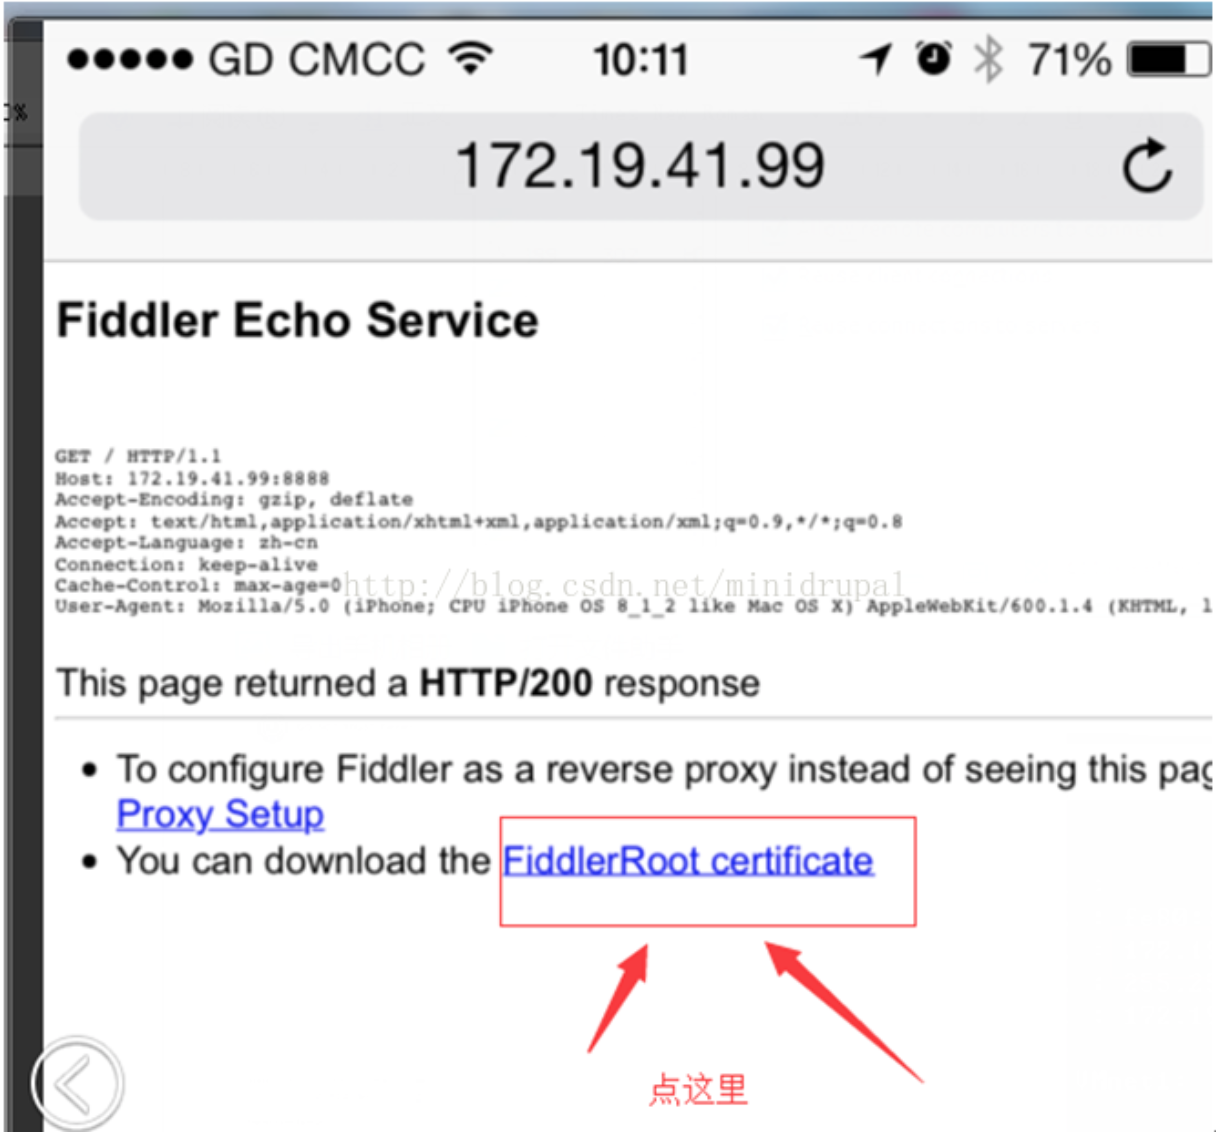 ●●●●● GD CMCC 10:11 71%
0%
172.19.41.99
Fiddler Echo Service
GET / HTTP/1.1
Host: 172.19.41.99:8888
Accept-Encoding: gzip, deflate
Accept: text/html,application/xhtml+xml,application/xml;q=0.9,*/*;q=0.8
Accept-Language: zh-cn
Connection: keep-alive
Cache-Control: max-age=0
http://blog.csdn.net/minidrupal
User-Agent: Mozilla/5.0 (iPhone; CPU iPhone OS 8_1_2 like Mac OS X) AppleWebKit/600.1.4 (KHTML, l
This page returned a HTTP/200 response
• To configure Fiddler as a reverse proxy instead of seeing this pag
Proxy Setup
• You can download the FiddlerRoot certificate
点这里